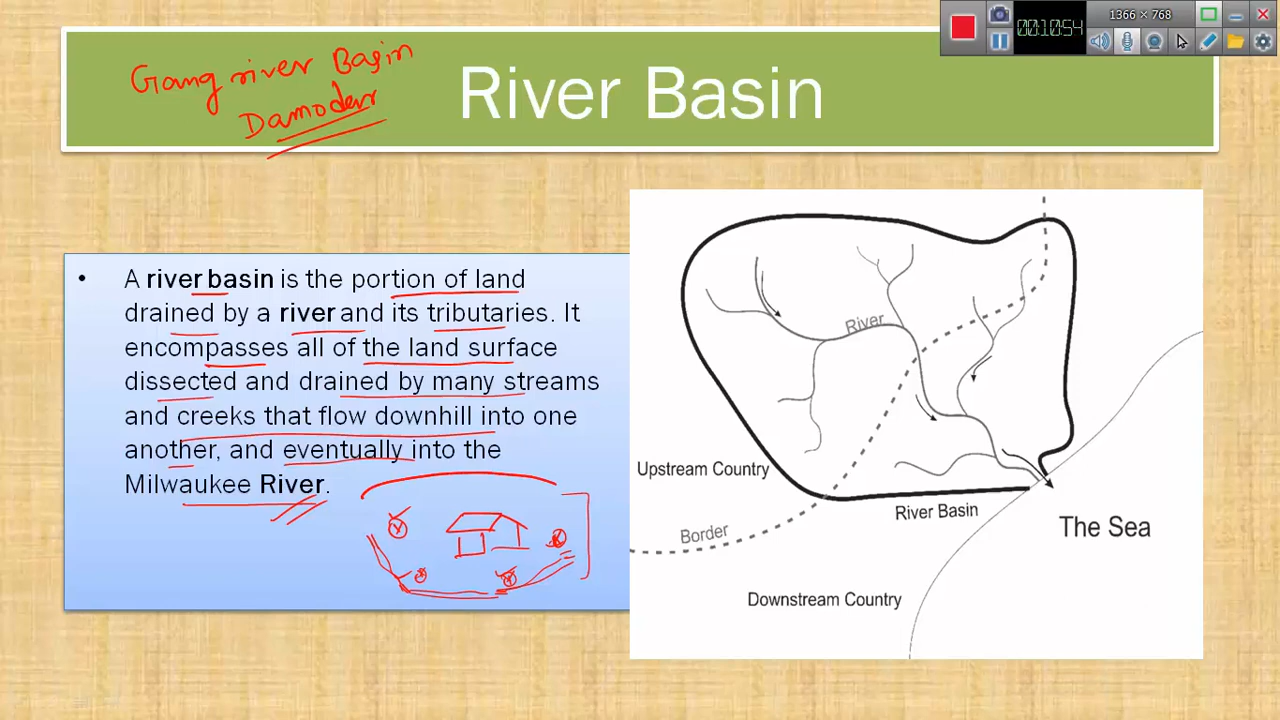 1366 × 768
00:10:54
Gang river Basin
Damoder
River Basin
• A river basin is the portion of land
drained by a river and its tributaries. It
encompasses all of the land surface
dissected and drained by many streams
and creeks that flow downhill into one
another, and eventually into the
Milwaukee River.
River
Upstream Country
Border
River Basin
The Sea
Downstream Country